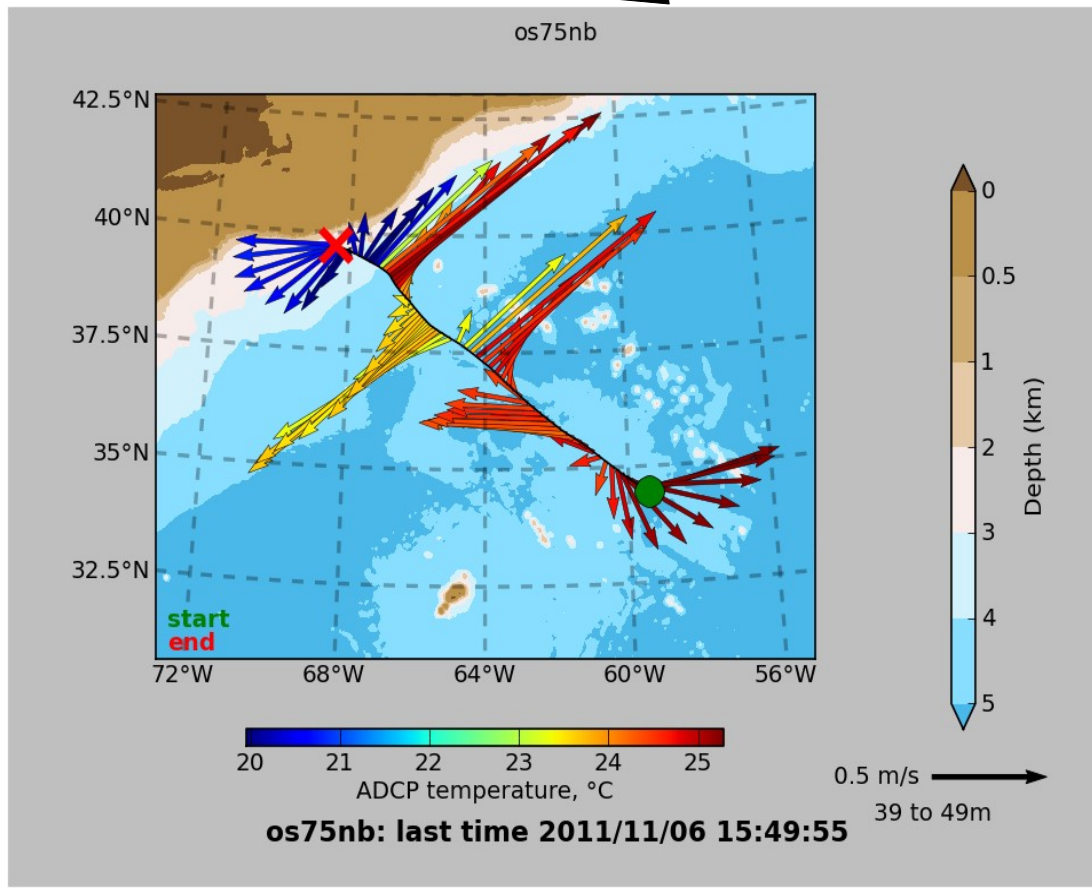 os75nb
42.5°N
40°N
37.5°N
35°N
32.5°N
start
end
72°W 68°W 64°W 60°W 56°W
0
0.5
1
2
3
4
5
Depth (km)
20 21 22 23 24 25
ADCP temperature, °C
0.5 m/s
39 to 49m
os75nb: last time 2011/11/06 15:49:55